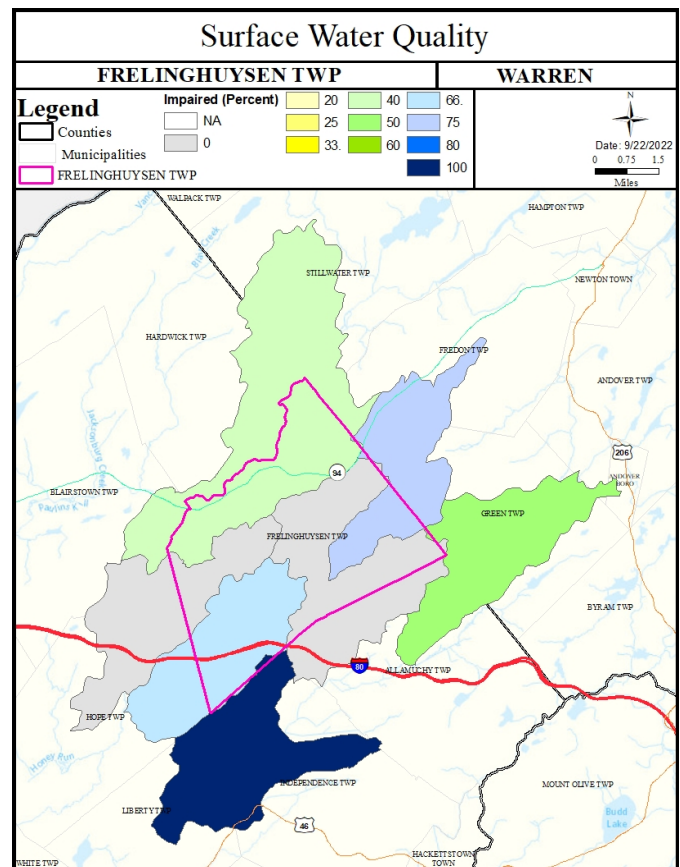 Surface Water Quality
FRELINGHUYSEN TWP
WARREN
Legend
Counties
Municipalities
FRELINGHUYSEN TWP
Impaired (Percent)
NA
0
20
25
33.
40
50
60
66.
75
80
100
N
Date: 9/22/2022
0 0.75 1.5
Miles
WALPACK TWP
HAMPTON TWP
STILLWATER TWP
NEWTON TOWN
HARDWICK TWP
FREDON TWP
ANDOVER TWP
Jacksonburg Creek
206
94
ANDOVER
BORO
BLAIRSTOWN TWP
Paulins Kill
GREEN TWP
FRELINGHUYSEN TWP
BYRAM TWP
80
ALLAMUCHY TWP
HOPE TWP
Honey Run
INDEPENDENCE TWP
MOUNT OLIVE TWP
LIBERTY TWP
46
Budd
Lake
HACKETTSTOWN
TOWN
WHITE TWP